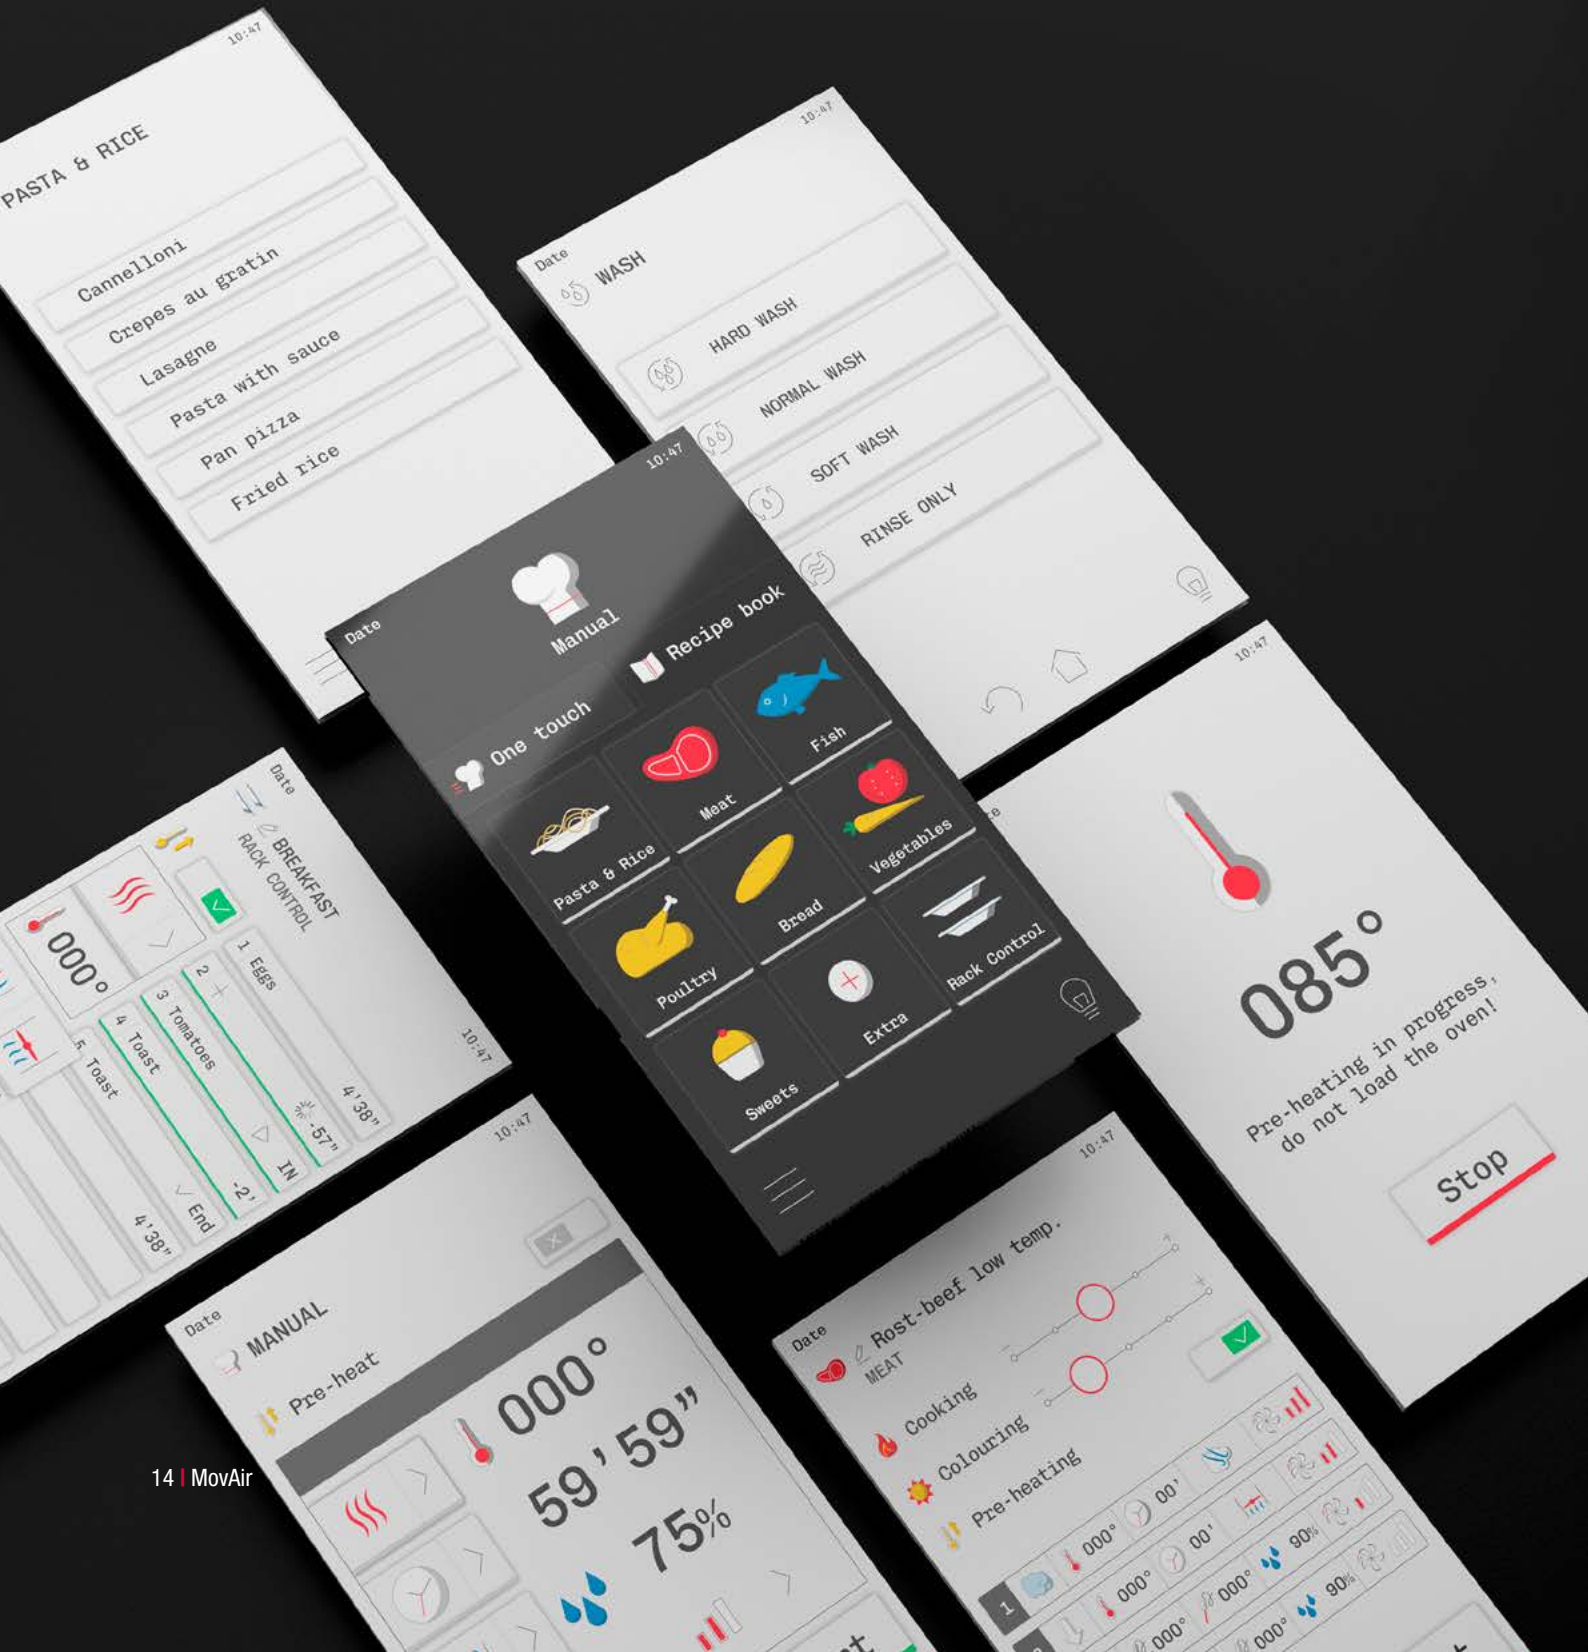 10:47
PASTA & RICE
Cannelloni
Crepes au gratin
Lasagne
Pasta with sauce
Pan pizza
Fried rice
10:47
Date
WASH
HARD WASH
NORMAL WASH
SOFT WASH
RINSE ONLY
10:47
Date
Manual
One touch
Recipe book
Pasta & Rice
Meat
Fish
Poultry
Bread
Vegetables
Sweets
Extra
Rack Control
10:47
085°
Pre-heating in progress,
do not load the oven!
Stop
Date
10:47
BREAKFAST
RACK CONTROL
000°
1 Eggs 4'38"
2 + -57"
3 Tomatoes IN
4 Toast -2'
5 Toast End
4'38"
10:47
Date
MANUAL
Pre-heat
000°
59'59”
75%
10:47
Date
Rost-beef low temp.
MEAT
Cooking - +
Colouring - +
Pre-heating
1 000° 00'
000° 00'
000° 000° 90%
000° 90%
14 | MovAir